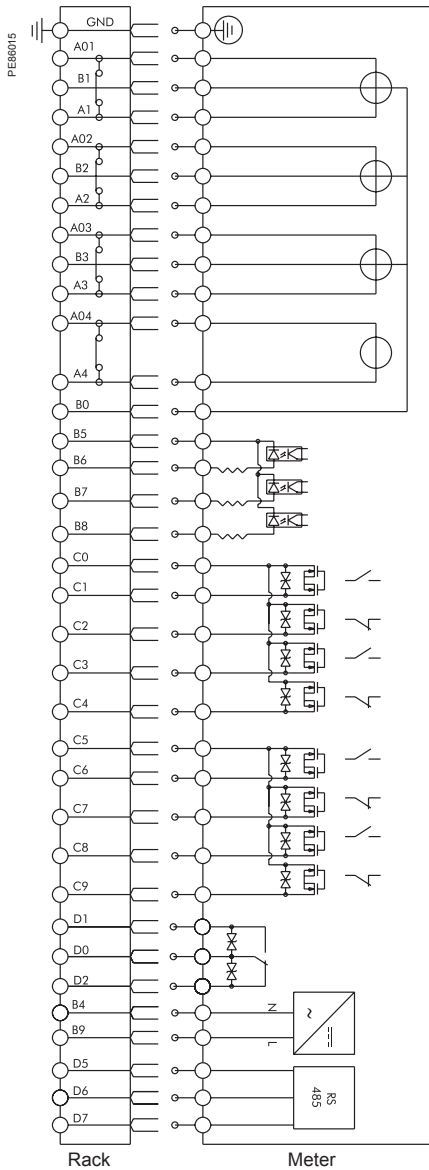 PE86015
GND
A01
B1
A1
A02
B2
A2
A03
B3
A3
A04
A4
B0
B5
B6
B7
B8
C0
C1
C2
C3
C4
C5
C6
C7
C8
C9
D1
D0
D2
B4
N
B9
L
D5
D6
RS
485
D7
Rack
Meter